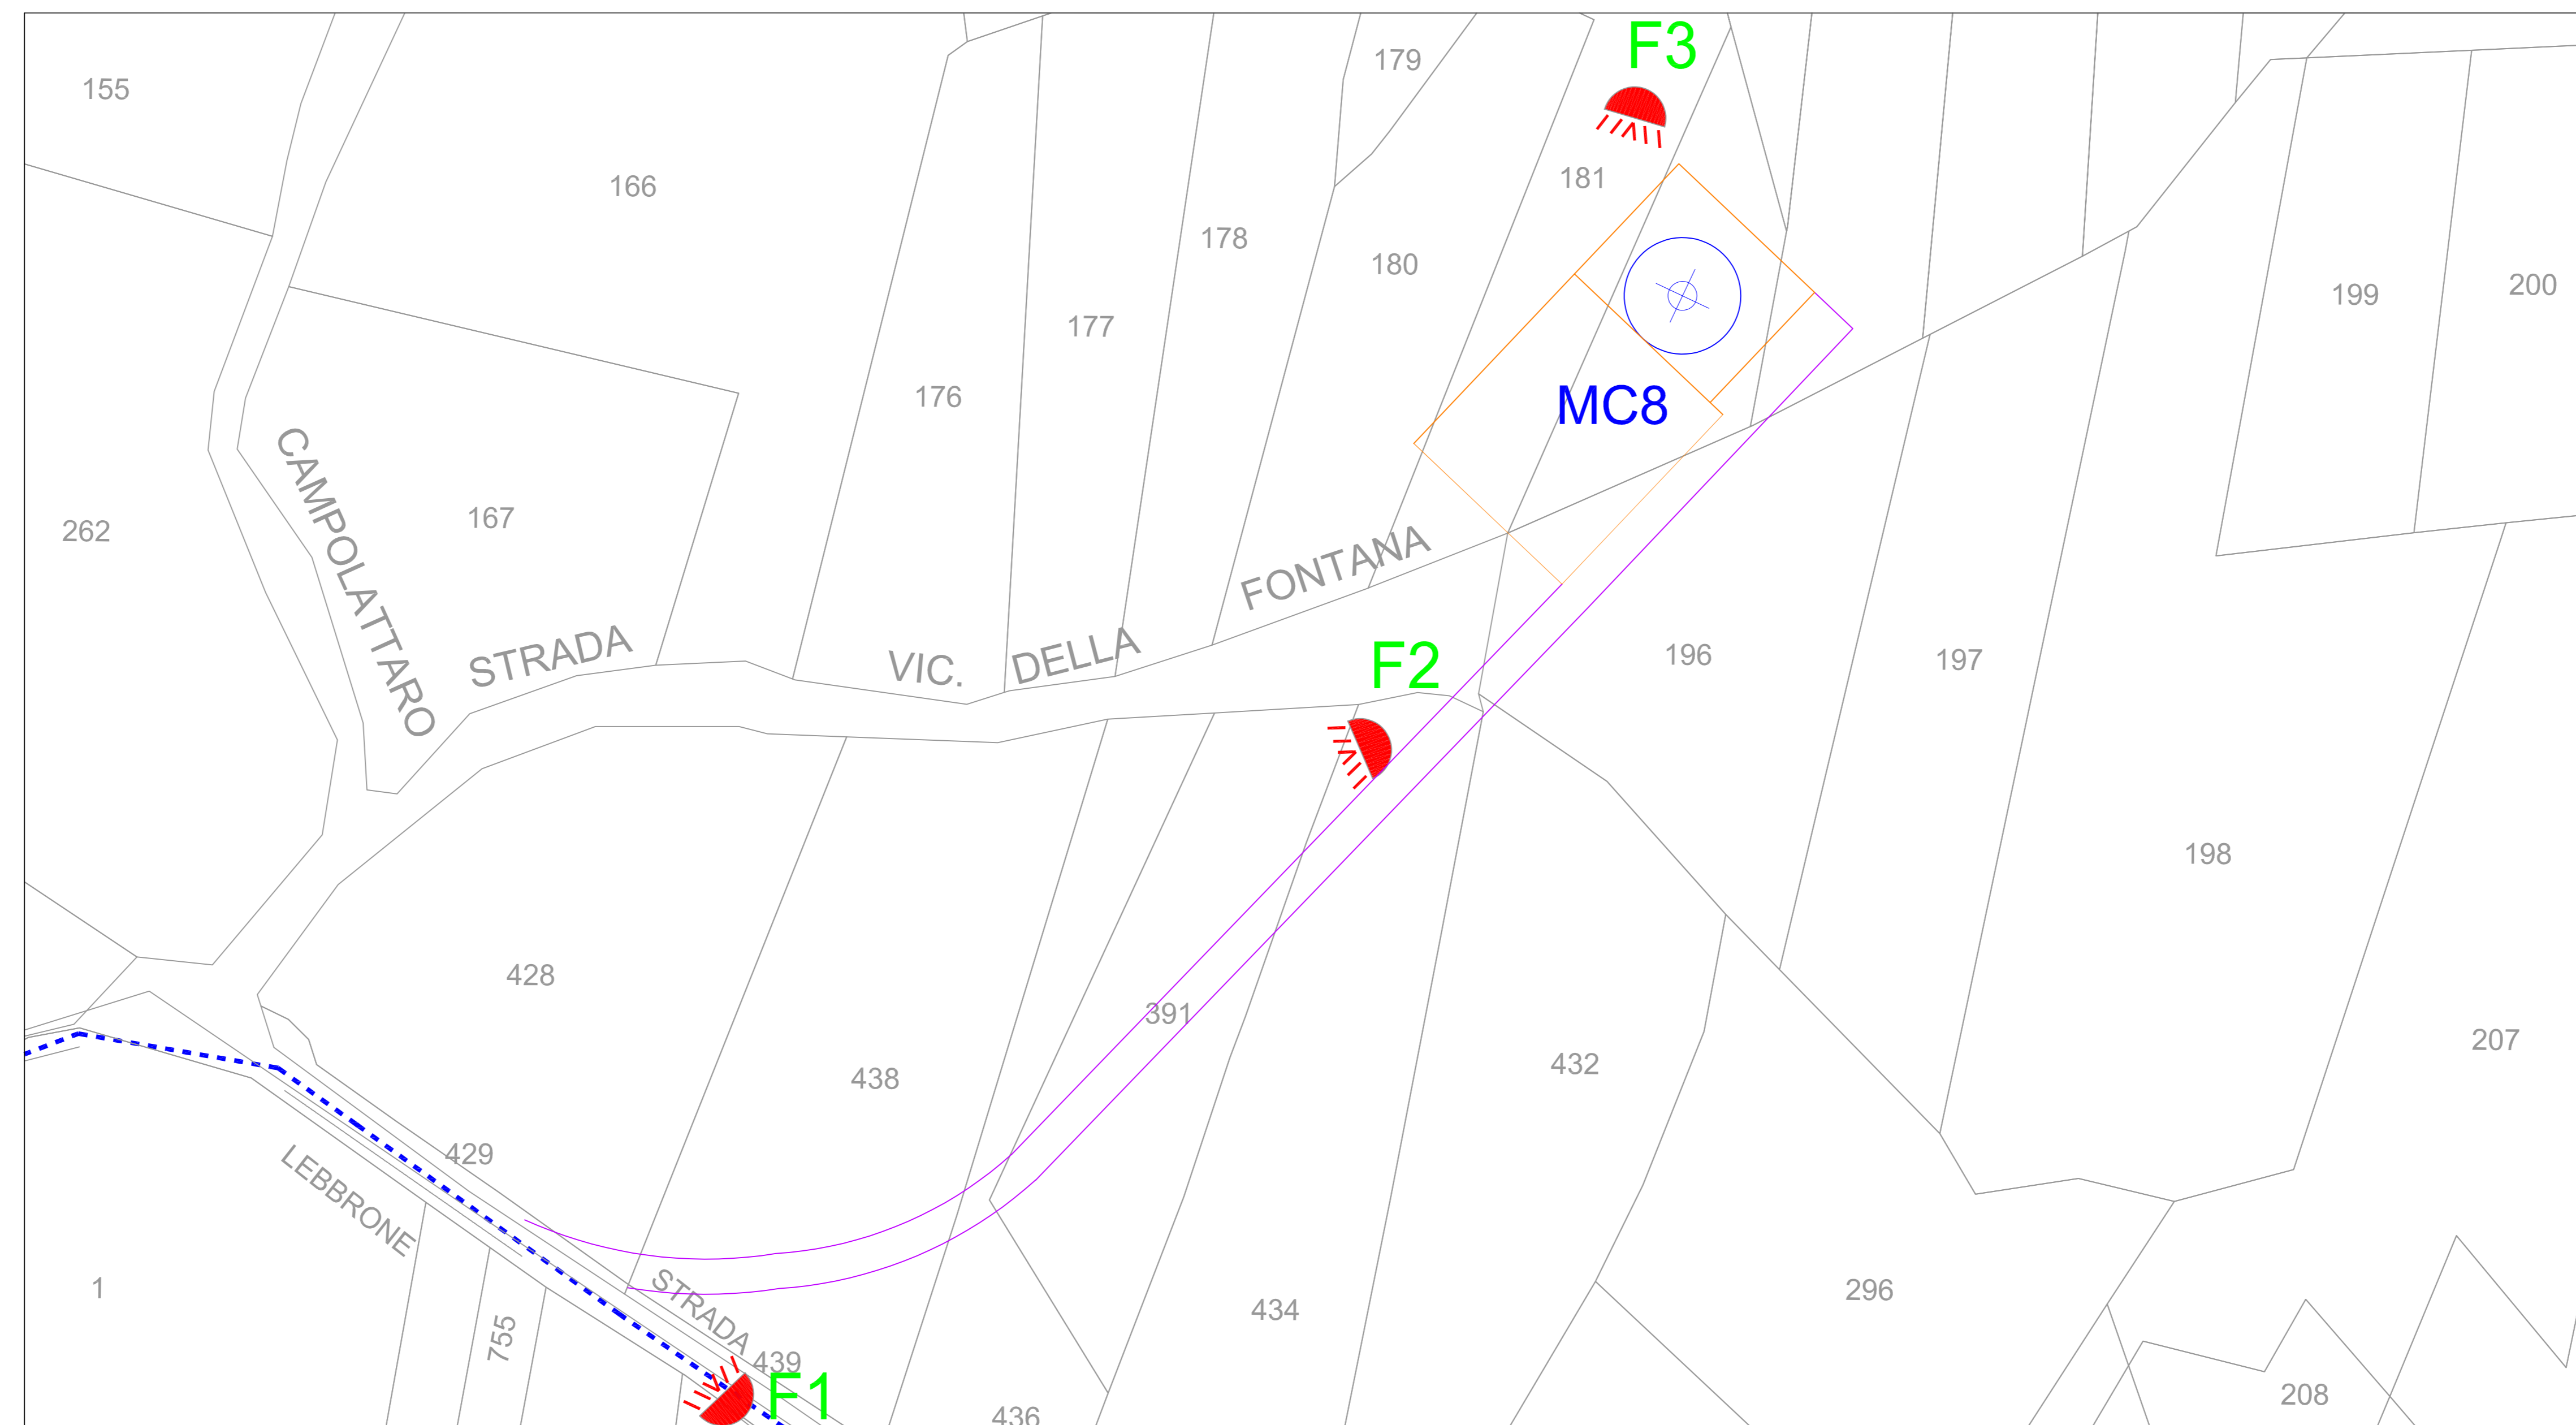 F3
179
155
181
166
178
180
200
199
177
MC8
176
CAMPOLATTARO
167
262
FONTANA
STRADA
VIC.
DELLA
F2
196
197
198
428
391
207
432
438
429
LEBBRONE
1
296
STRADA
434
755
439
F1
208
436